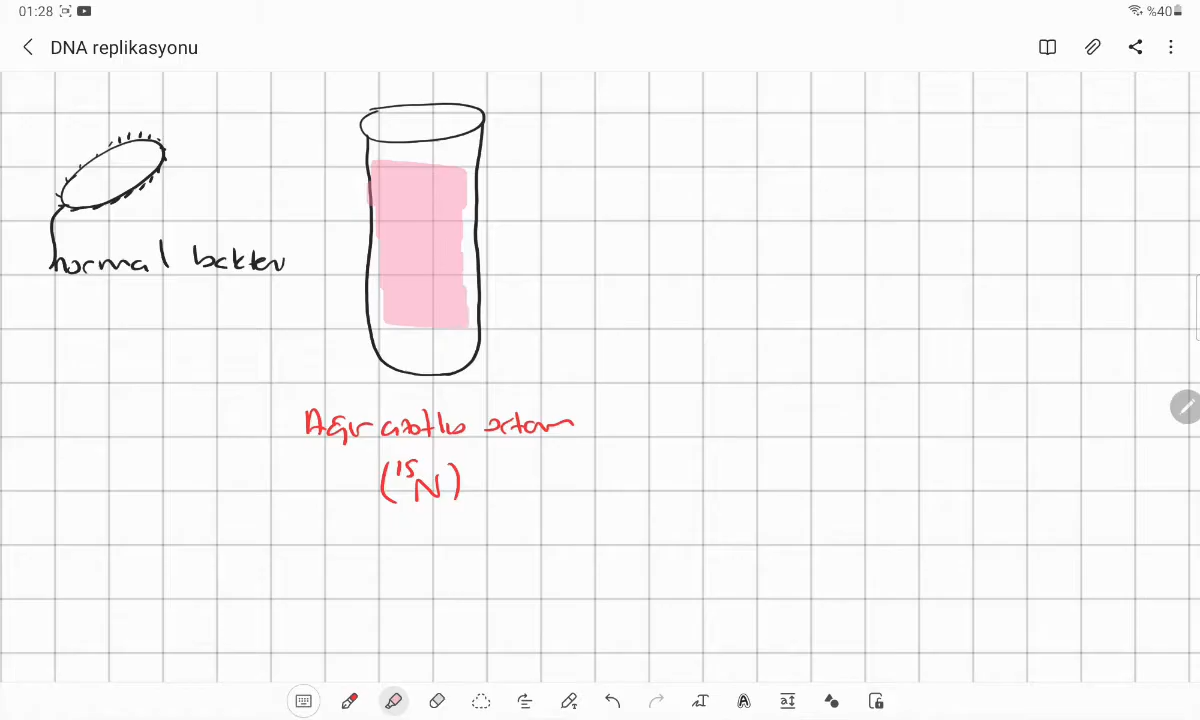 01:28
%40
DNA replikasyonu
normal bakteri
Ağır azotlu ortam
(¹⁵N)